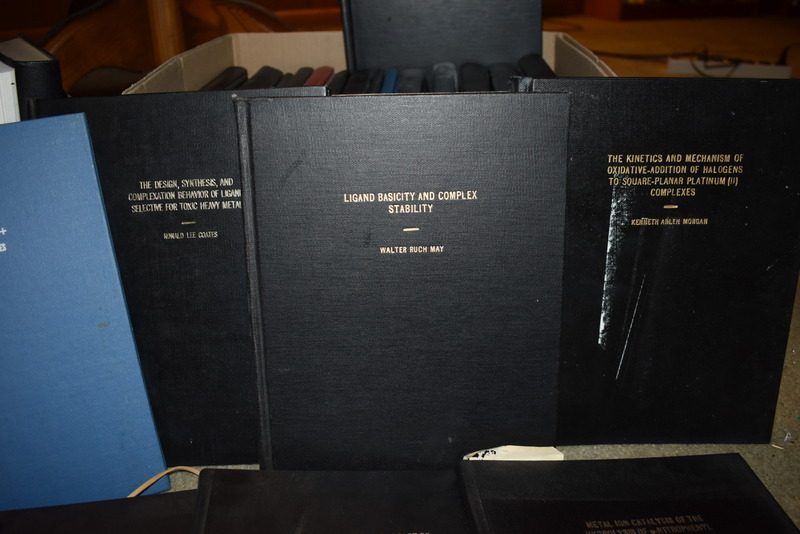 THE DESIGN, SYNTHESIS, AND
COMPLEXATION BEHAVIOR OF LIGAN
SELECTIVE FOR TOXIC HEAVY META
RONALD LEE COATES
LIGAND BASICITY AND COMPLEX
STABILITY
WALTER RUCH MAY
THE KINETICS AND MECHANISM OF
OXIDATIVE-ADDITION OF HALOGENS
TO SQUARE-PLANAR PLATINUM (II)
COMPLEXES
KENNETH ARLEN MORGAN
METAL ION CATALYSIS OF THE